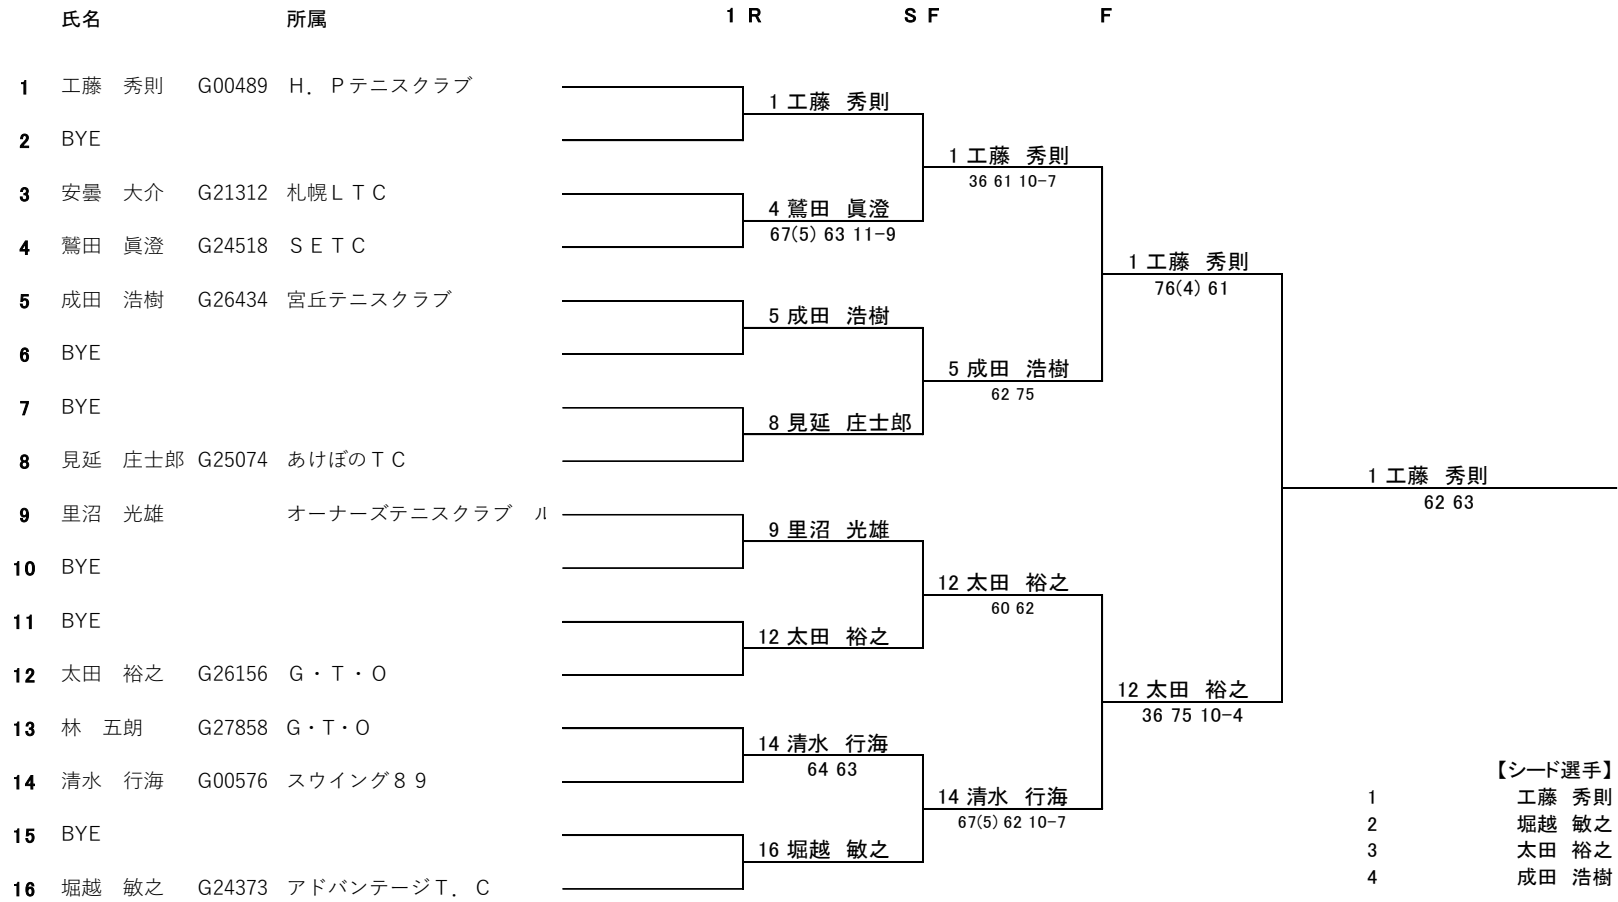 氏名 所属 1 R S F F
1 工藤 秀則 G00489 H．Pテニスクラブ
1 工藤 秀則
2 BYE
1 工藤 秀則
36 61 10-7
3 安曇 大介 G21312 札幌LTC
4 鷲田 眞澄
67(5) 63 11-9
4 鷲田 眞澄 G24518 SETC
1 工藤 秀則
76(4) 61
5 成田 浩樹 G26434 宮丘テニスクラブ
5 成田 浩樹
6 BYE
5 成田 浩樹
62 75
7 BYE
8 見延 庄士郎
8 見延 庄士郎 G25074 あけぼのTC
1 工藤 秀則
62 63
9 里沼 光雄 オーナーズテニスクラブ
9 里沼 光雄
10 BYE
12 太田 裕之
60 62
11 BYE
12 太田 裕之
12 太田 裕之 G26156 G・T・O
12 太田 裕之
36 75 10-4
13 林 五朗 G27858 G・T・O
14 清水 行海
64 63
14 清水 行海 G00576 スウイング89
14 清水 行海
67(5) 62 10-7
15 BYE
16 堀越 敏之
16 堀越 敏之 G24373 アドバンテージT．C
【シード選手】
1 工藤 秀則
2 堀越 敏之
3 太田 裕之
4 成田 浩樹